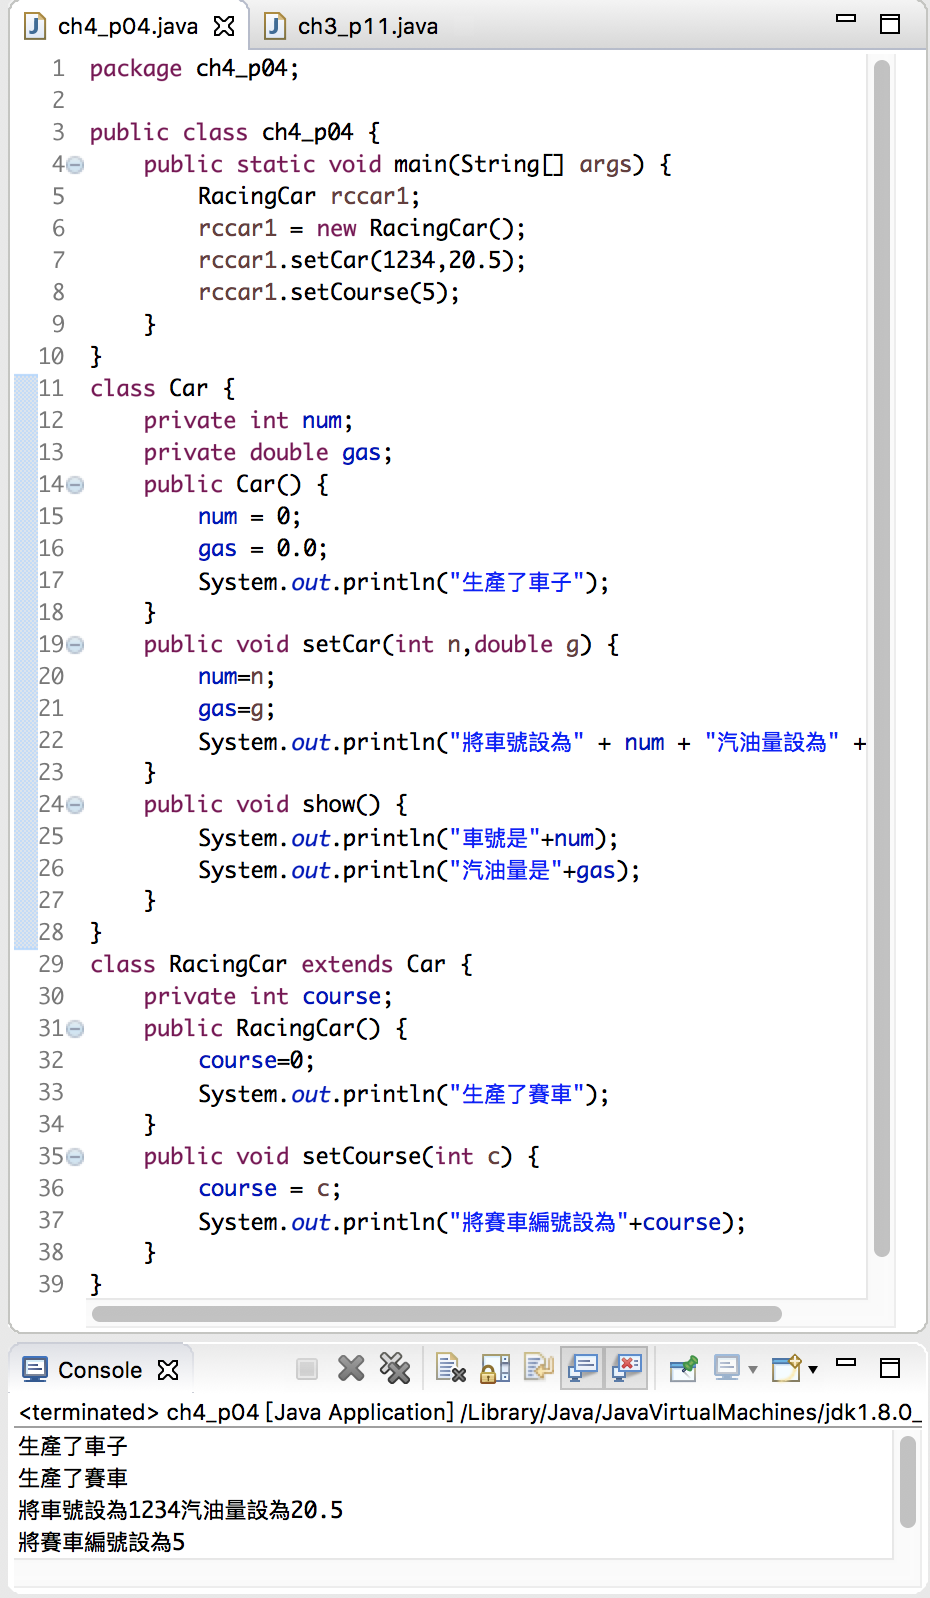 ch4_p04.java ch3_p11.java
1 package ch4_p04;
2
3 public class ch4_p04 {
4 public static void main(String[] args) {
5 RacingCar rccar1;
6 rccar1 = new RacingCar();
7 rccar1.setCar(1234,20.5);
8 rccar1.setCourse(5);
9 }
10 }
11 class Car {
12 private int num;
13 private double gas;
14 public Car() {
15 num = 0;
16 gas = 0.0;
17 System.out.println("生產了車子");
18 }
19 public void setCar(int n,double g) {
20 num=n;
21 gas=g;
22 System.out.println("將車號設為" + num + "汽油量設為" +
23 }
24 public void show() {
25 System.out.println("車號是"+num);
26 System.out.println("汽油量是"+gas);
27 }
28 }
29 class RacingCar extends Car {
30 private int course;
31 public RacingCar() {
32 course=0;
33 System.out.println("生產了賽車");
34 }
35 public void setCourse(int c) {
36 course = c;
37 System.out.println("將賽車編號設為"+course);
38 }
39 }
Console
<terminated> ch4_p04 [Java Application] /Library/Java/JavaVirtualMachines/jdk1.8.0_
生產了車子
生產了賽車
將車號設為1234汽油量設為20.5
將賽車編號設為5